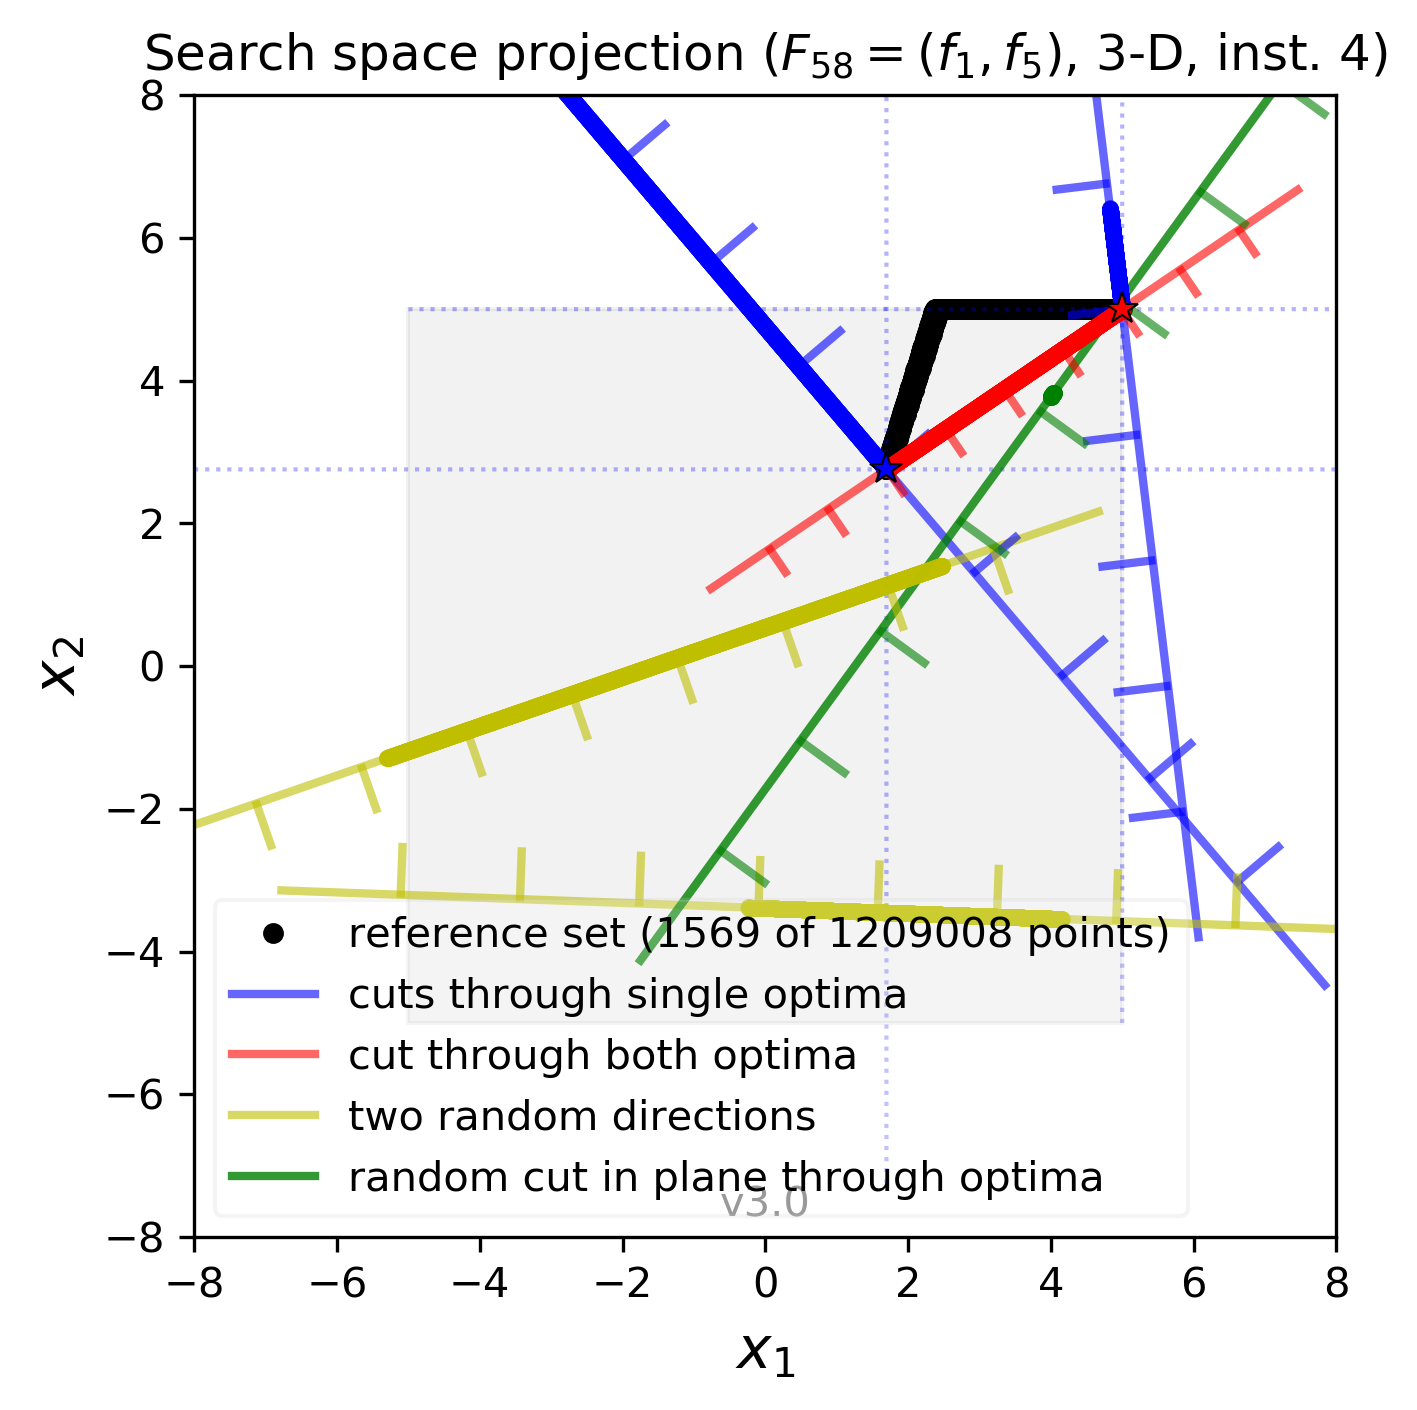 Search space projection (F58 = (f1, f5), 3-D, inst. 4)
8
6
4
2
0
−2
−4
−6
−8
x2
reference set (1569 of 1209008 points)
cuts through single optima
cut through both optima
two random directions
random cut in plane through optima
v3.0
−8 −6 −4 −2 0 2 4 6 8
x1